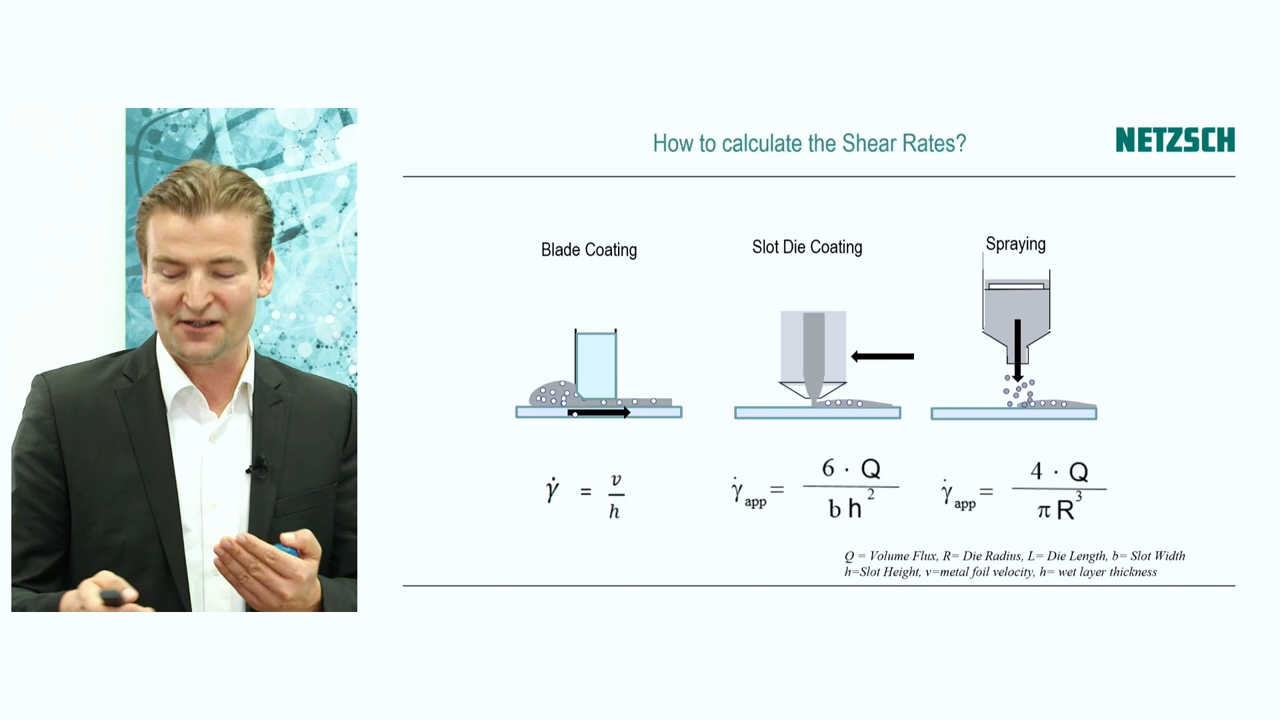 How to calculate the Shear Rates?
NETZSCH
Blade Coating
Slot Die Coating
Spraying
γ̇ = v/h
γ̇app = 6 · Q / b h²
γ̇app = 4 · Q / π R³
Q = Volume Flux, R= Die Radius, L= Die Length, b= Slot Width
h=Slot Height, v=metal foil velocity, h= wet layer thickness